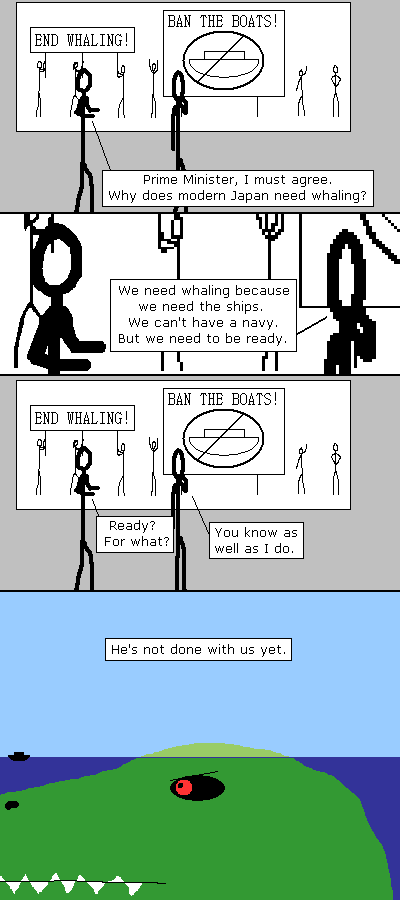 END WHALING!
BAN THE BOATS!
Prime Minister, I must agree.
Why does modern Japan need whaling?
We need whaling because
we need the ships.
We can't have a navy.
But we need to be ready.
END WHALING!
BAN THE BOATS!
Ready?
For what?
You know as
well as I do.
He's not done with us yet.